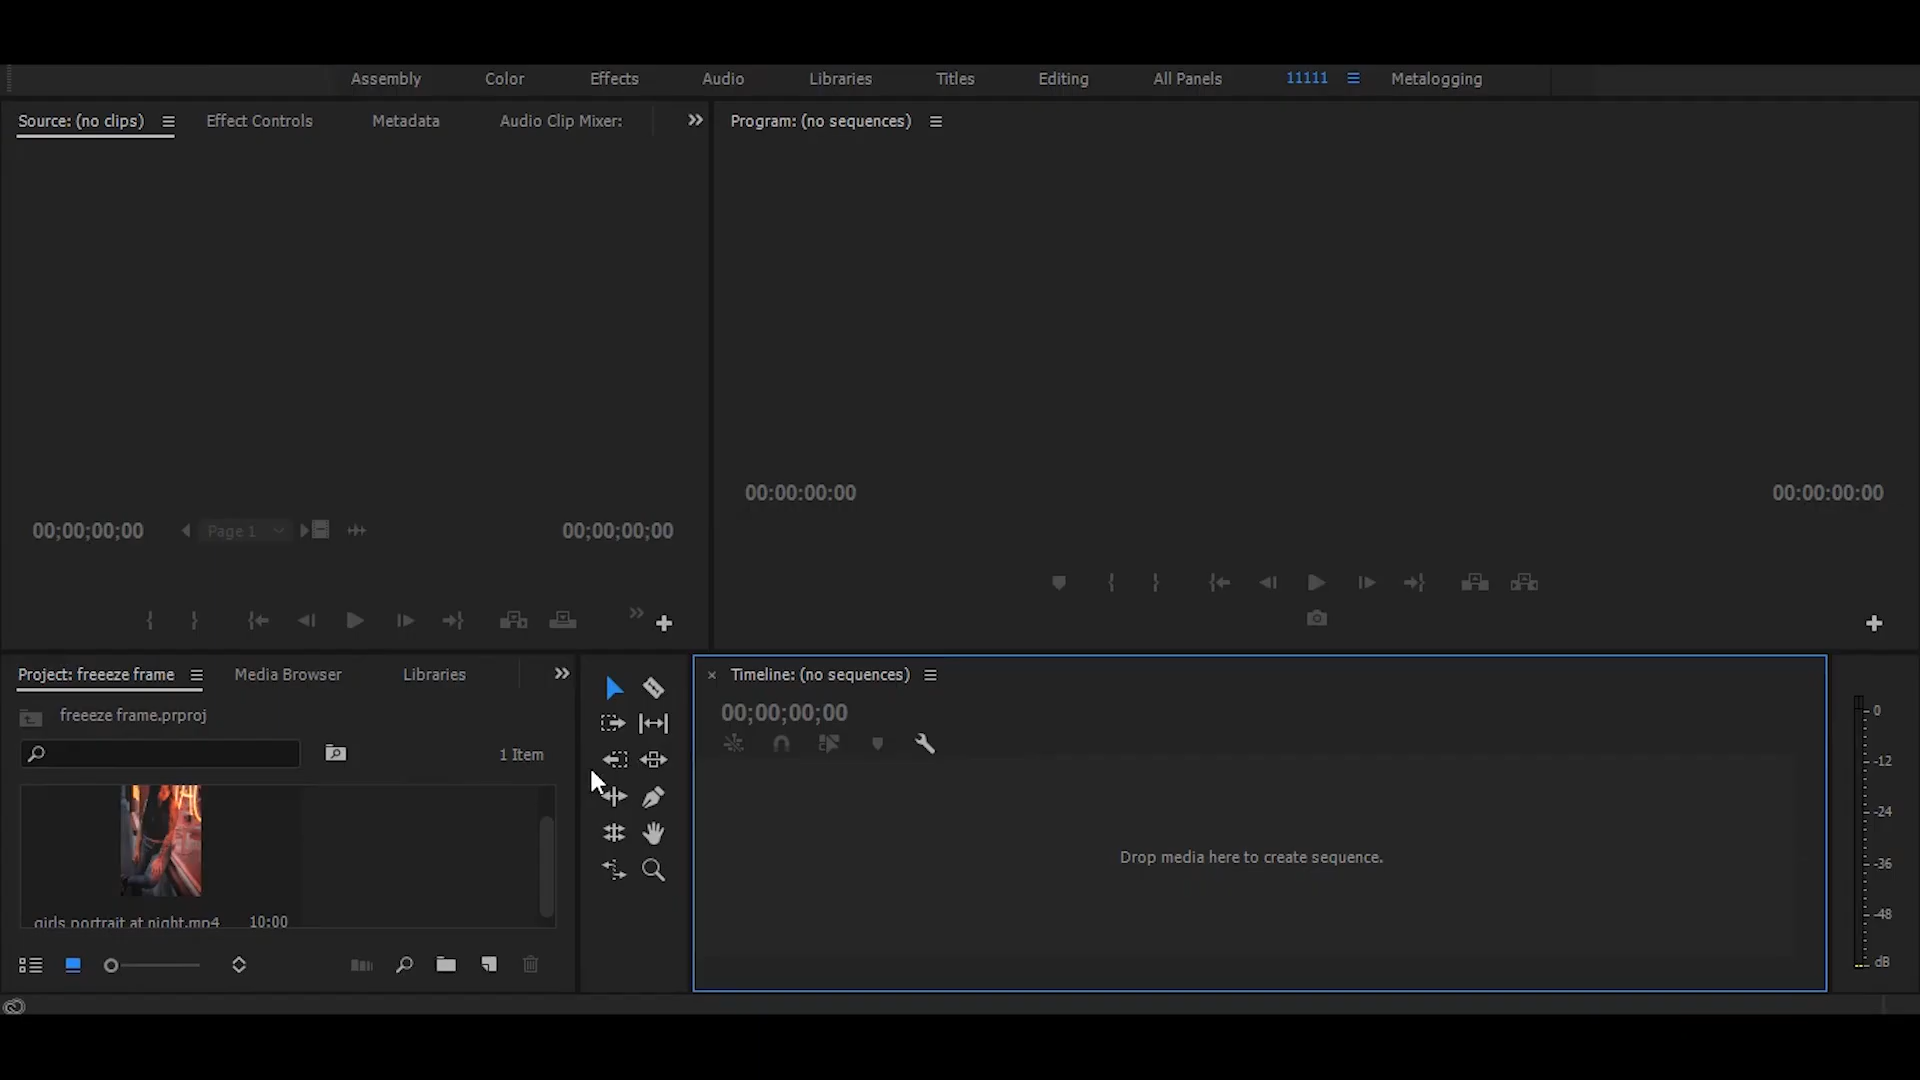 Assembly Color Effects Audio Libraries Titles Editing All Panels 11111 Metalogging
Source: (no clips) Effect Controls Metadata Audio Clip Mixer:
Program: (no sequences)
00:00:00:00 00:00:00:00
00;00;00;00 Page 1 00;00;00;00
Project: freeeze frame Media Browser Libraries
freeeze frame.prproj
1 Item
girls portrait at night.mp4 10:00
Timeline: (no sequences)
00;00;00;00
Drop media here to create sequence.
0
-12
-24
-36
-48
dB